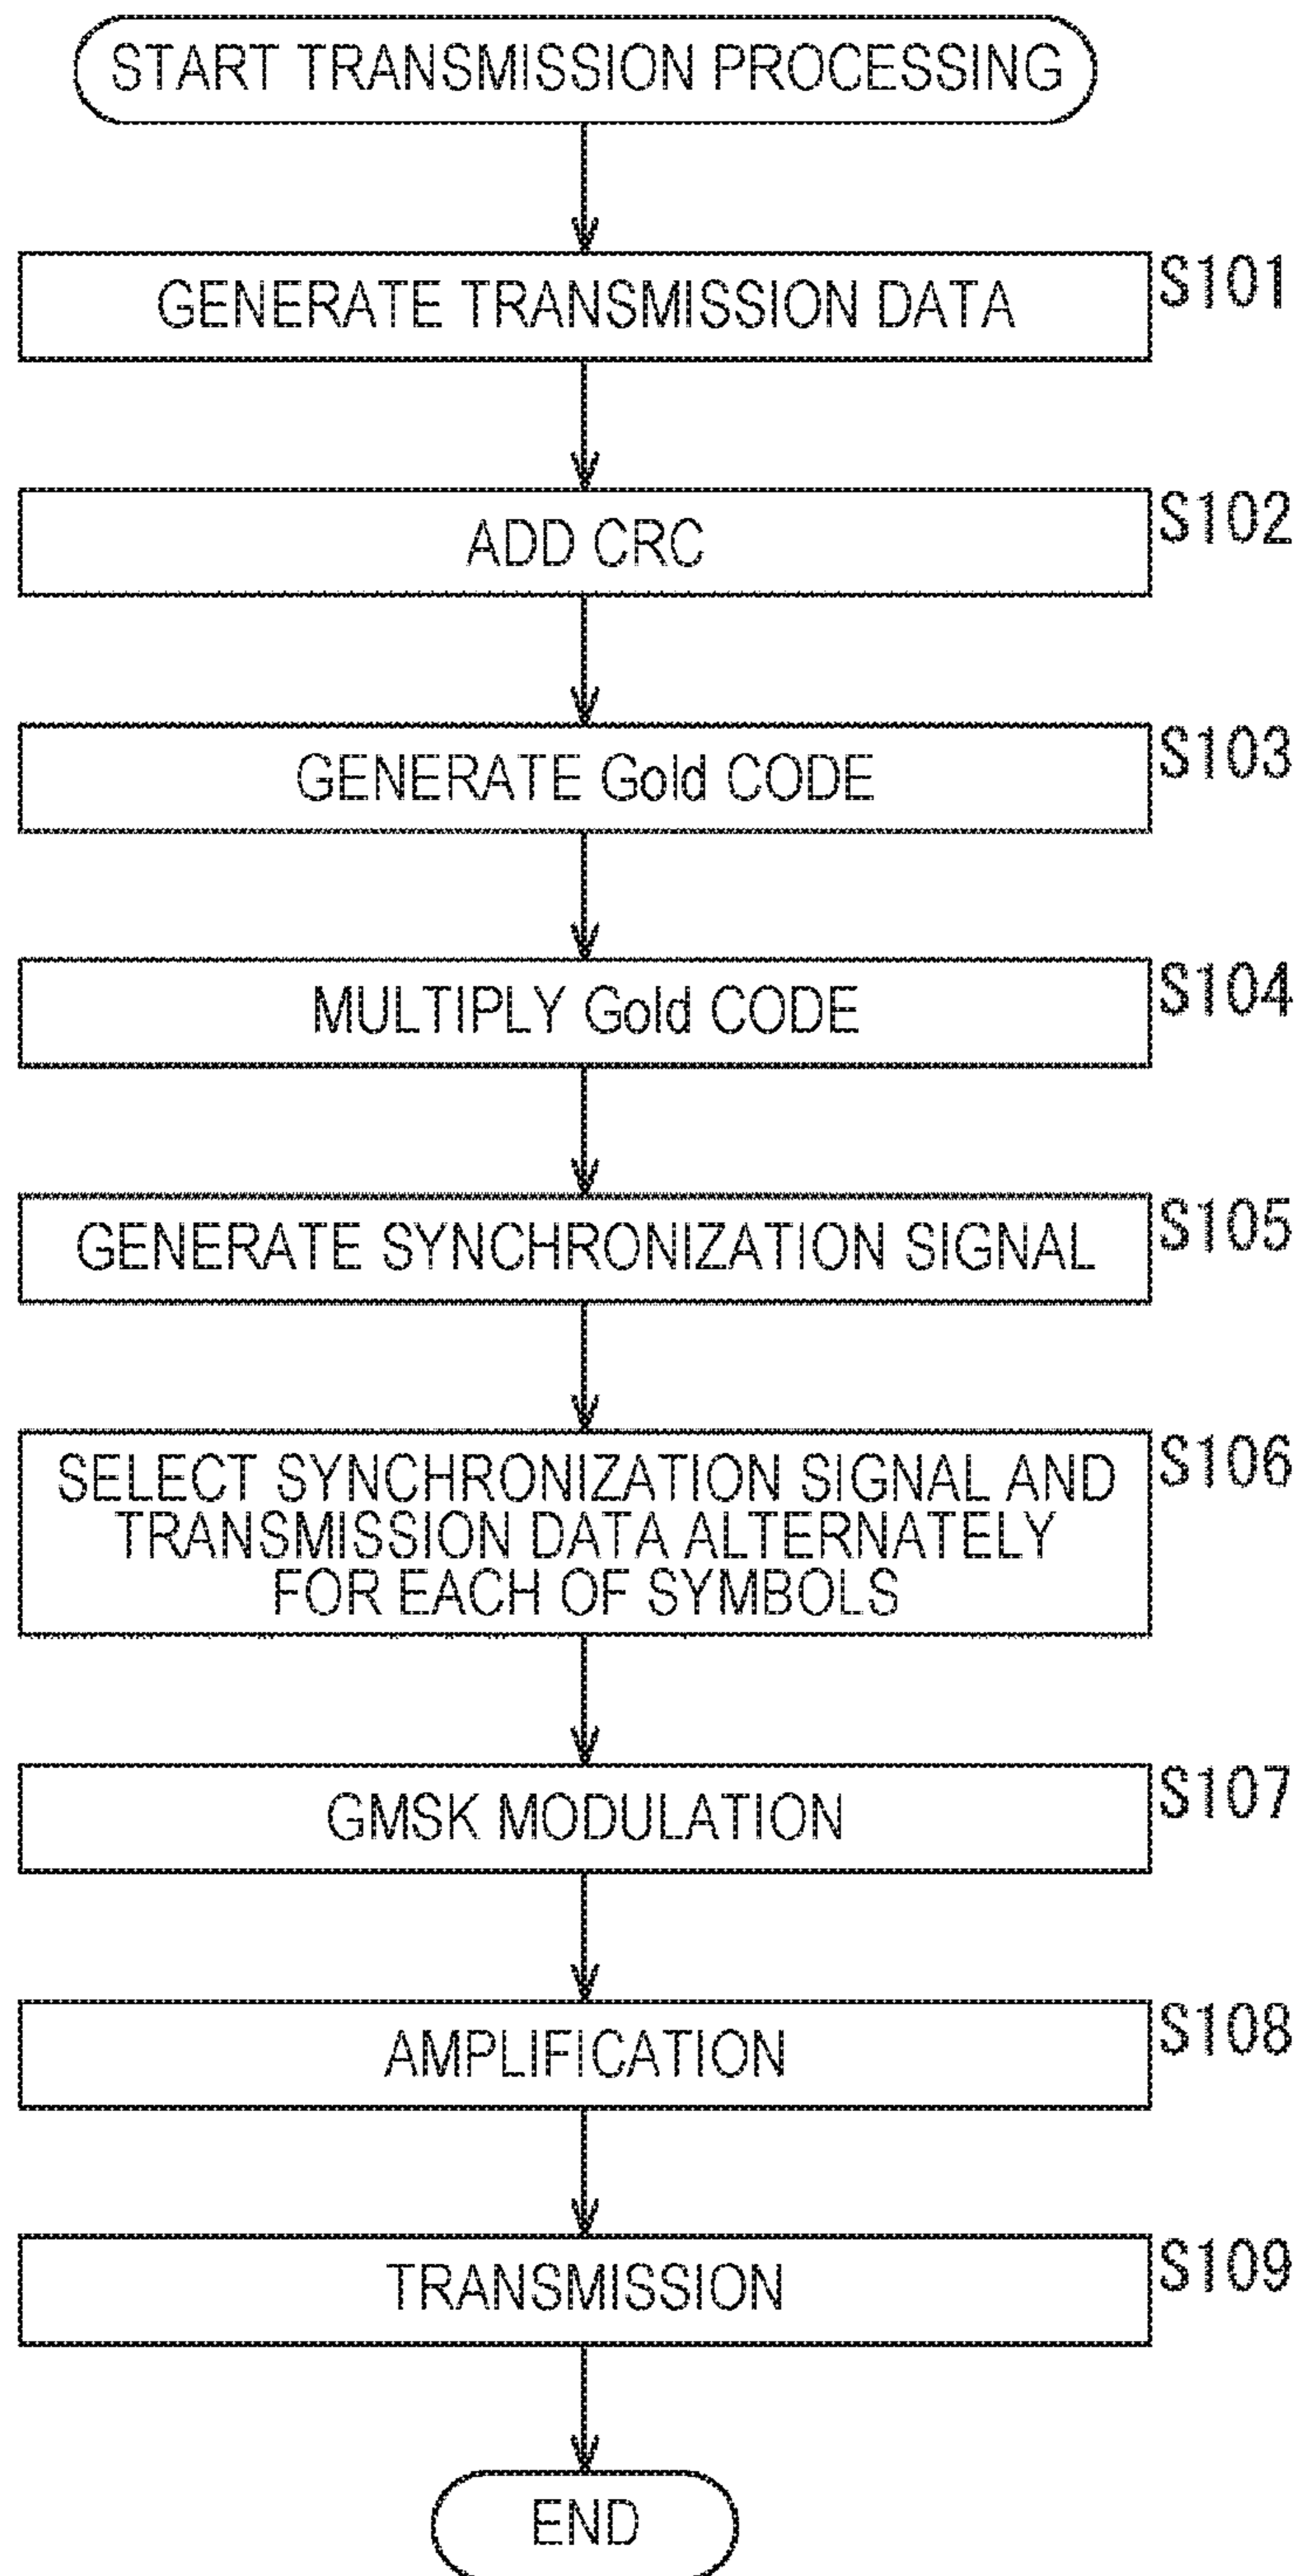 START TRANSMISSION PROCESSING
GENERATE TRANSMISSION DATA
S101
ADD CRC
S102
GENERATE Gold CODE
S103
MULTIPLY Gold CODE
S104
GENERATE SYNCHRONIZATION SIGNAL
S105
SELECT SYNCHRONIZATION SIGNAL AND
TRANSMISSION DATA ALTERNATELY
FOR EACH OF SYMBOLS
S106
GMSK MODULATION
S107
AMPLIFICATION
S108
TRANSMISSION
S109
END